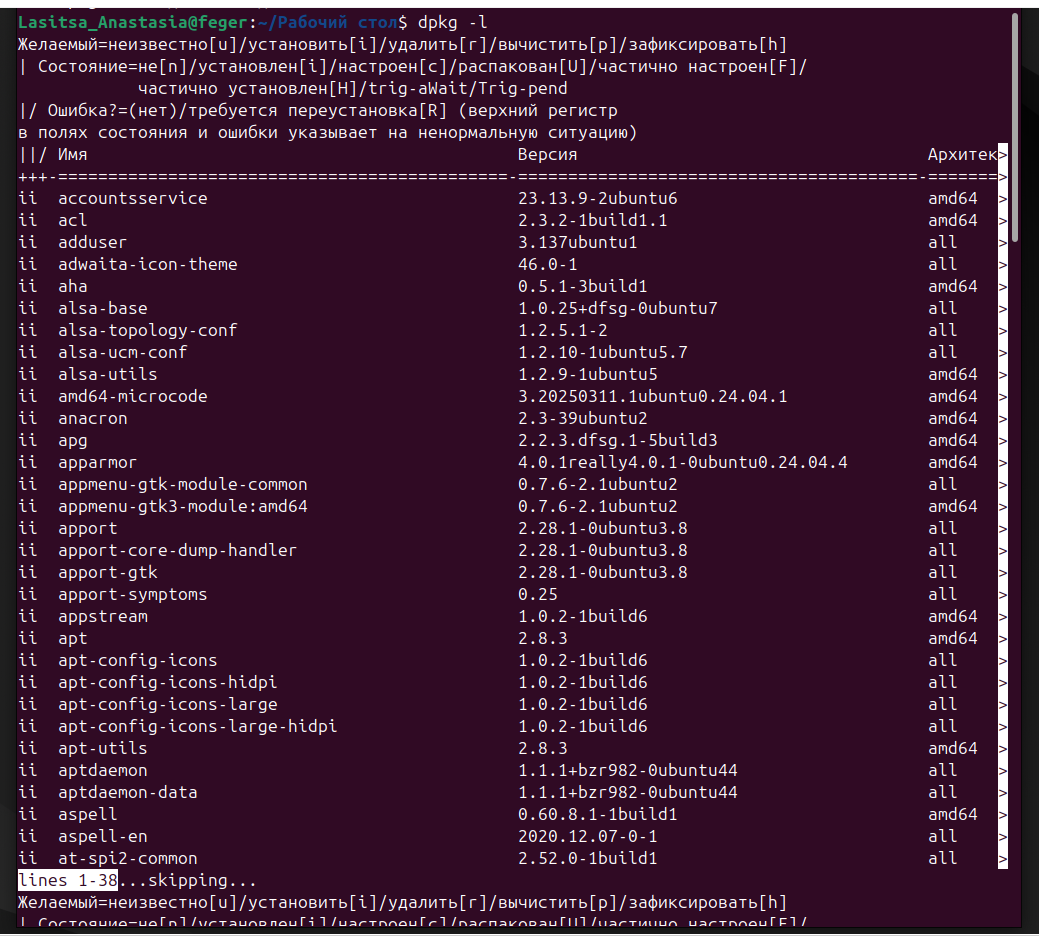 Lasitsa_Anastasia@feger:~/Рабочий стол$ dpkg -l
Желаемый=неизвестно[u]/установить[i]/удалить[r]/вычистить[p]/зафиксировать[h]
| Состояние=не[n]/установлен[i]/настроен[c]/распакован[U]/частично настроен[F]/
            частично установлен[H]/trig-aWait/Trig-pend
|/ Ошибка?=(нет)/требуется переустановка[R] (верхний регистр
в полях состояния и ошибки указывает на ненормальную ситуацию)
||/ Имя                                           Версия                                   Архитек>
+++-=============================================-========================================-=======>
ii  accountsservice                               23.13.9-2ubuntu6                         amd64  >
ii  acl                                           2.3.2-1build1.1                          amd64  >
ii  adduser                                       3.137ubuntu1                             all    >
ii  adwaita-icon-theme                            46.0-1                                   all    >
ii  aha                                           0.5.1-3build1                            amd64  >
ii  alsa-base                                     1.0.25+dfsg-0ubuntu7                     all    >
ii  alsa-topology-conf                            1.2.5.1-2                                all    >
ii  alsa-ucm-conf                                 1.2.10-1ubuntu5.7                        all    >
ii  alsa-utils                                    1.2.9-1ubuntu5                           amd64  >
ii  amd64-microcode                               3.20250311.1ubuntu0.24.04.1              amd64  >
ii  anacron                                       2.3-39ubuntu2                            amd64  >
ii  apg                                           2.2.3.dfsg.1-5build3                     amd64  >
ii  apparmor                                      4.0.1really4.0.1-0ubuntu0.24.04.4        amd64  >
ii  appmenu-gtk-module-common                     0.7.6-2.1ubuntu2                         all    >
ii  appmenu-gtk3-module:amd64                     0.7.6-2.1ubuntu2                         amd64  >
ii  apport                                        2.28.1-0ubuntu3.8                        all    >
ii  apport-core-dump-handler                      2.28.1-0ubuntu3.8                        all    >
ii  apport-gtk                                    2.28.1-0ubuntu3.8                        all    >
ii  apport-symptoms                               0.25                                     all    >
ii  appstream                                     1.0.2-1build6                            amd64  >
ii  apt                                           2.8.3                                    amd64  >
ii  apt-config-icons                              1.0.2-1build6                            all    >
ii  apt-config-icons-hidpi                        1.0.2-1build6                            all    >
ii  apt-config-icons-large                        1.0.2-1build6                            all    >
ii  apt-config-icons-large-hidpi                  1.0.2-1build6                            all    >
ii  apt-utils                                     2.8.3                                    amd64  >
ii  aptdaemon                                     1.1.1+bzr982-0ubuntu44                   all    >
ii  aptdaemon-data                                1.1.1+bzr982-0ubuntu44                   all    >
ii  aspell                                        0.60.8.1-1build1                         amd64  >
ii  aspell-en                                     2020.12.07-0-1                           all    >
ii  at-spi2-common                                2.52.0-1build1                           all    >
lines 1-38...skipping...
Желаемый=неизвестно[u]/установить[i]/удалить[r]/вычистить[p]/зафиксировать[h]
| Состояние=не[n]/установлен[i]/настроен[c]/распакован[U]/частично настроен[F]/